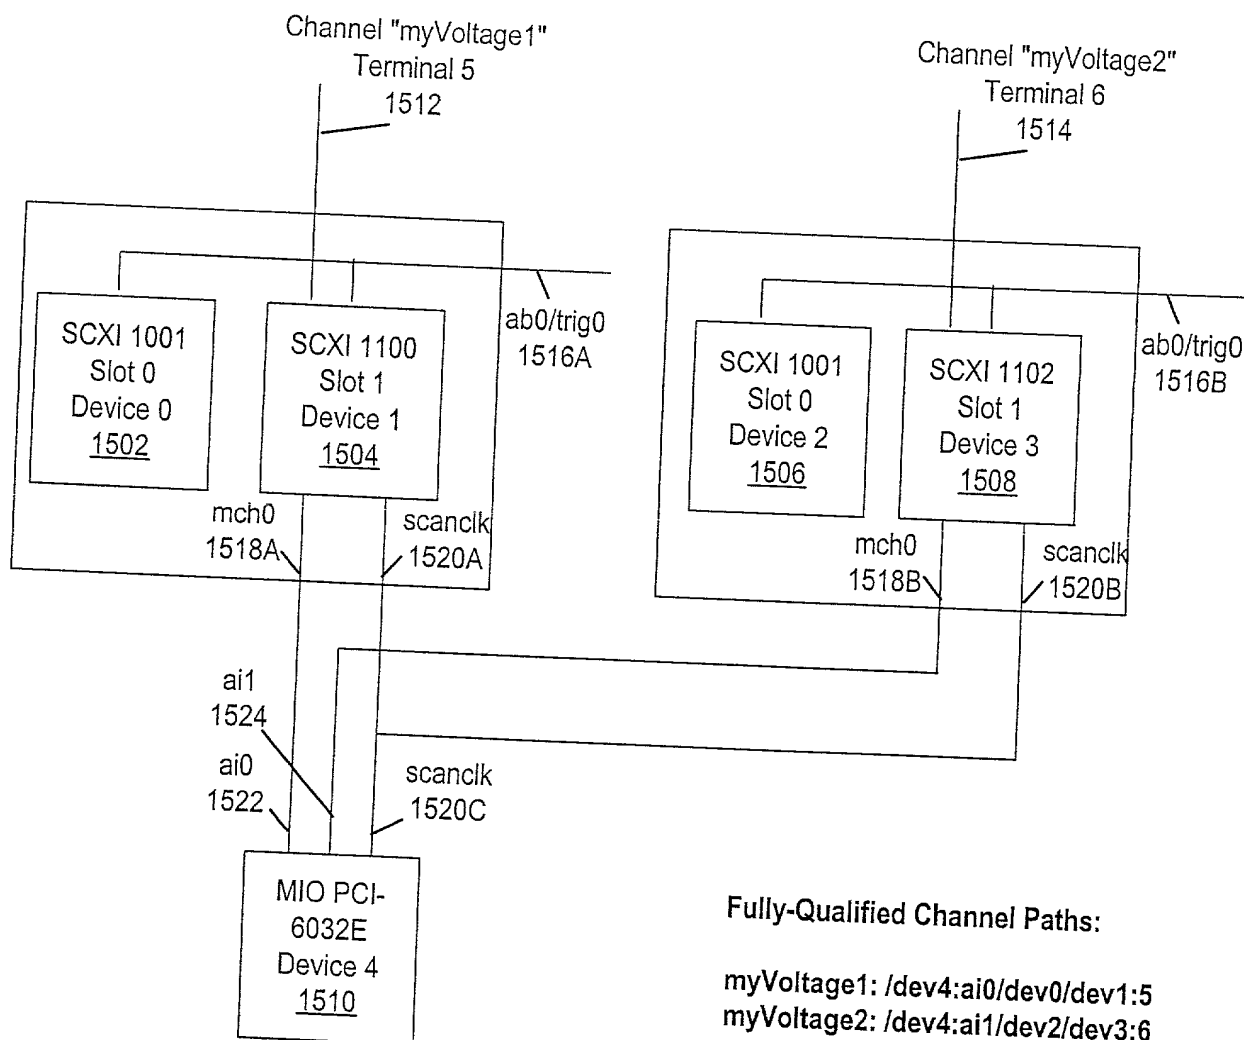 Channel "myVoltage1"
Terminal 5
1512
Channel "myVoltage2"
Terminal 6
1514
SCXI 1001
Slot 0
Device 0
1502
SCXI 1100
Slot 1
Device 1
1504
ab0/trig0
1516A
SCXI 1001
Slot 0
Device 2
1506
SCXI 1102
Slot 1
Device 3
1508
ab0/trig0
1516B
mch0
1518A
scanclk
1520A
mch0
1518B
scanclk
1520B
ai1
1524
ai0
1522
scanclk
1520C
MIO PCI-
6032E
Device 4
1510
Fully-Qualified Channel Paths:
myVoltage1: /dev4:ai0/dev0/dev1:5
myVoltage2: /dev4:ai1/dev2/dev3:6